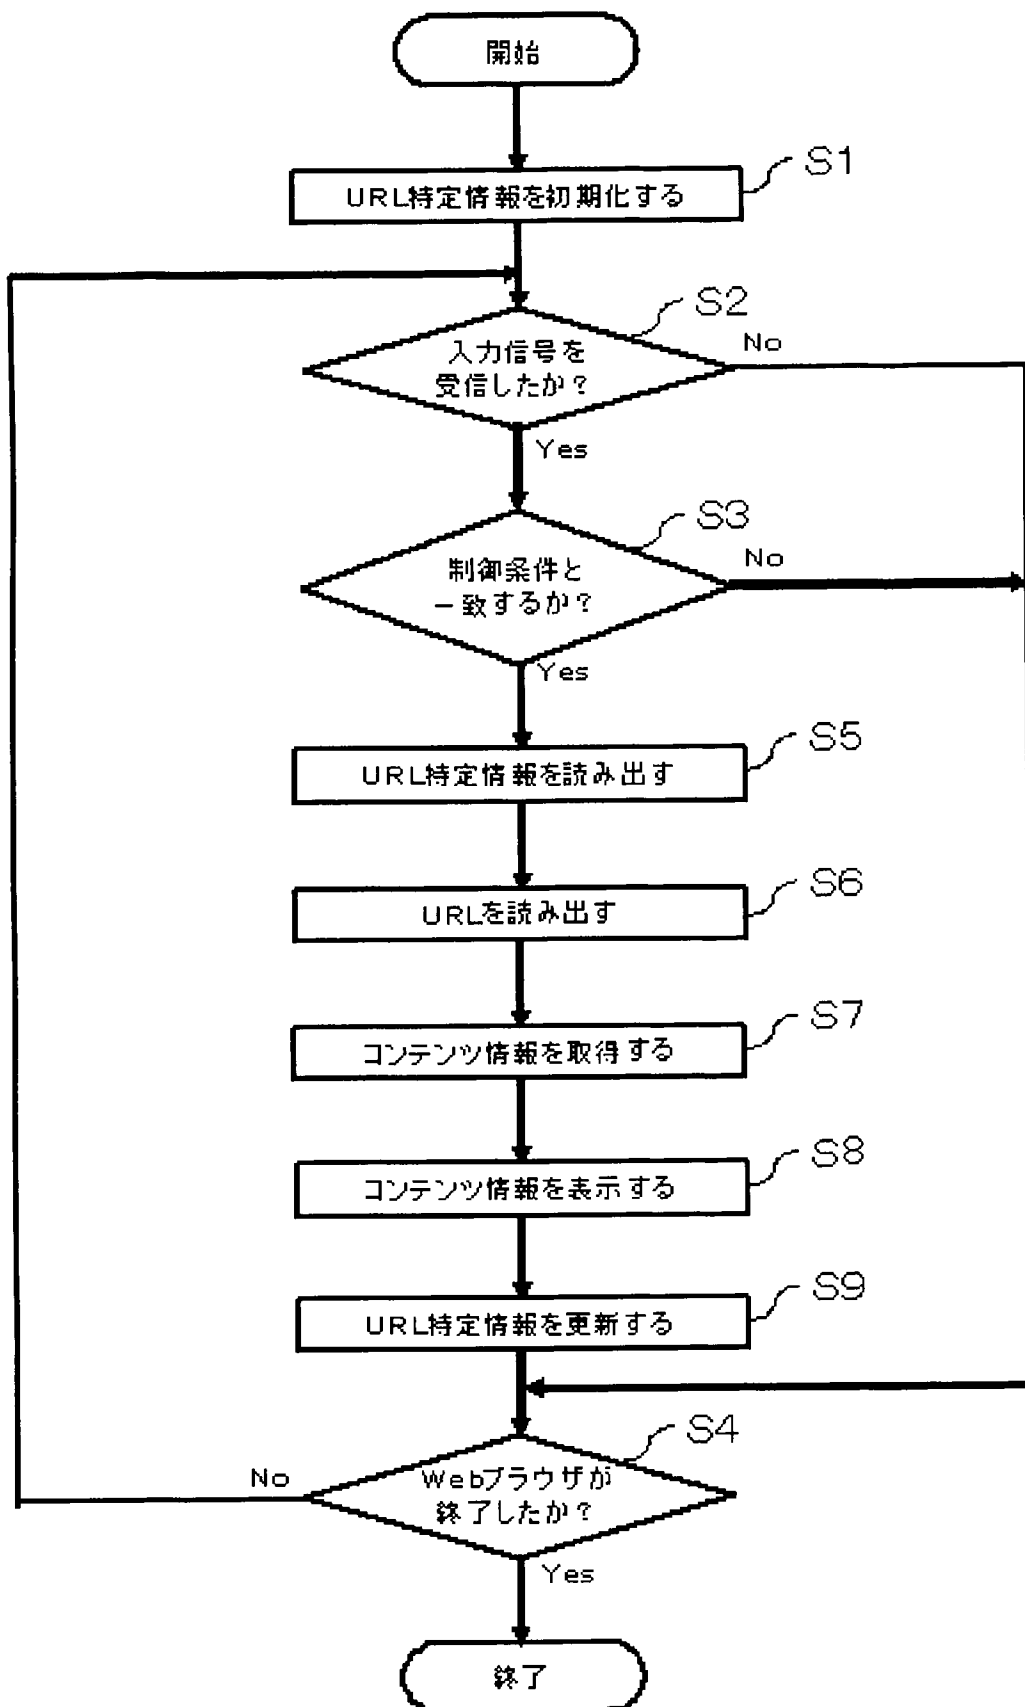 開始
S1
URL特定情報を初期化する
S2
入力信号を
受信したか？
No
Yes
S3
制御条件と
一致するか？
No
Yes
S5
URL特定情報を読み出す
S6
URLを読み出す
S7
コンテンツ情報を取得する
S8
コンテンツ情報を表示する
S9
URL特定情報を更新する
S4
Webブラウザが
終了したか？
No
Yes
終了